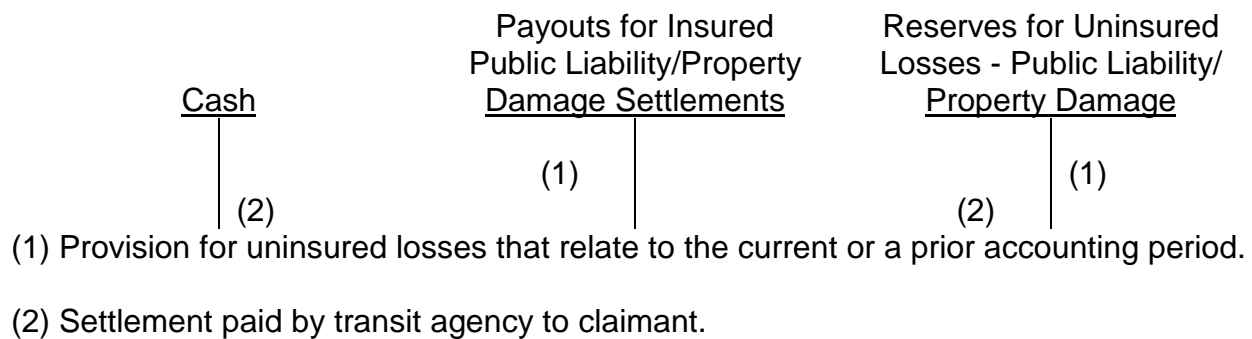 Payouts for Insured Reserves for Uninsured
Public Liability/Property Losses - Public Liability/
Cash Damage Settlements Property Damage
(1) (1)
(2) (2)
(1) Provision for uninsured losses that relate to the current or a prior accounting period.
(2) Settlement paid by transit agency to claimant.